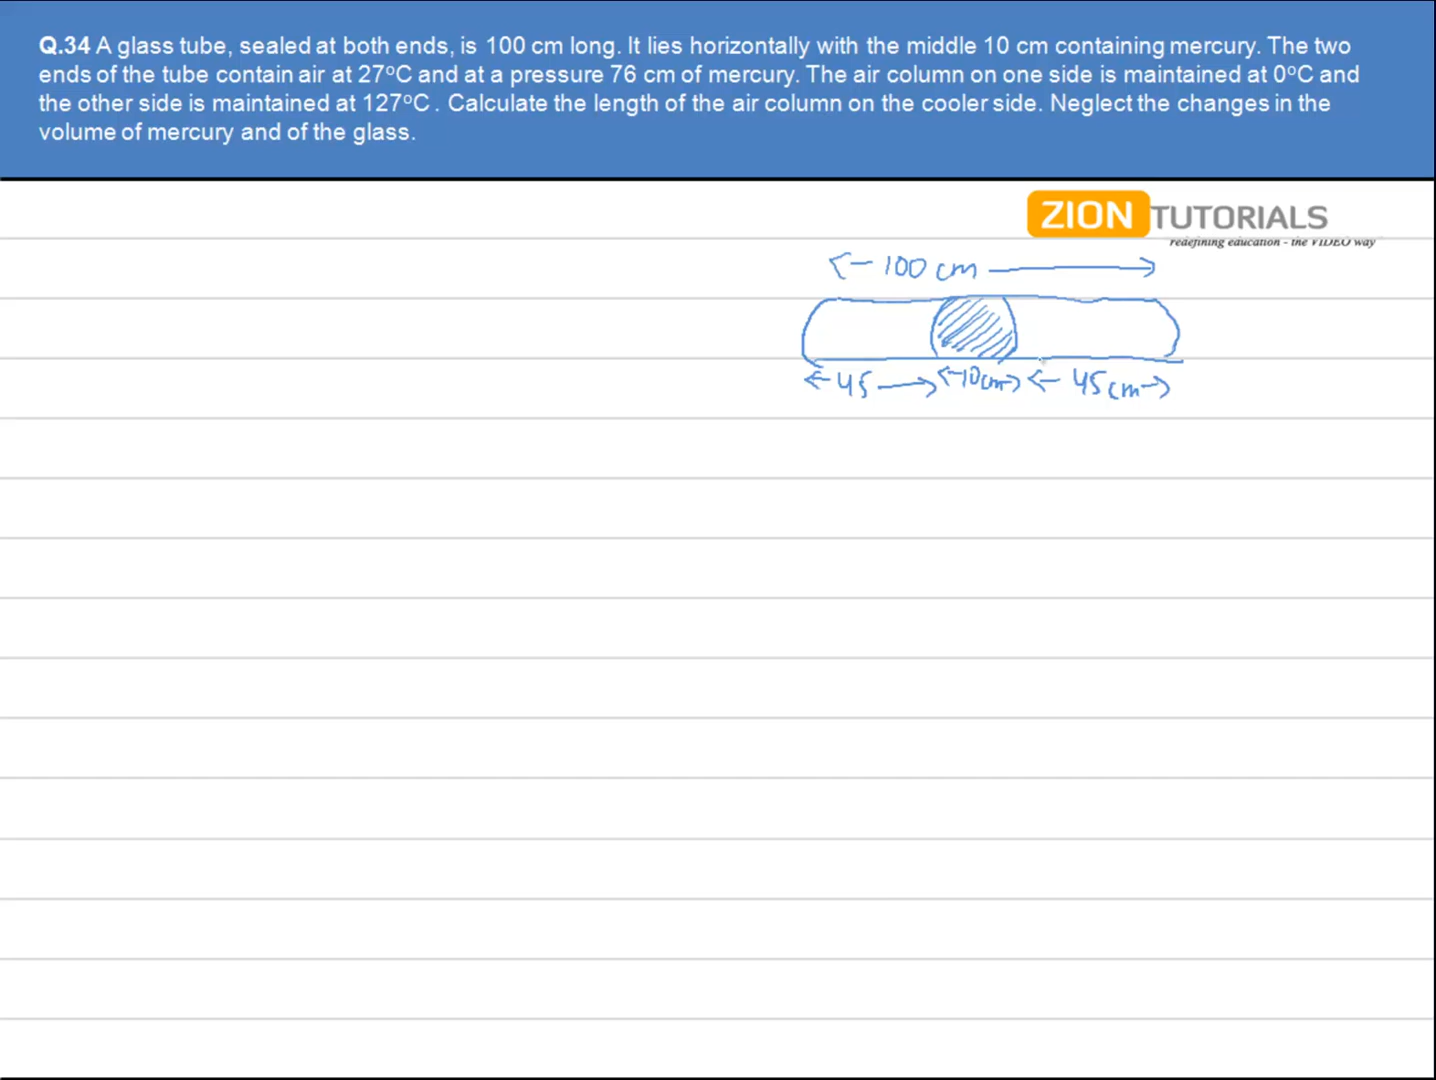 Q.34 A glass tube, sealed at both ends, is 100 cm long. It lies horizontally with the middle 10 cm containing mercury. The two
ends of the tube contain air at 27°C and at a pressure 76 cm of mercury. The air column on one side is maintained at 0°C and
the other side is maintained at 127°C . Calculate the length of the air column on the cooler side. Neglect the changes in the
volume of mercury and of the glass.
ZION TUTORIALS
redefining education - the VIDEO way
100 cm
45 10cm 45cm